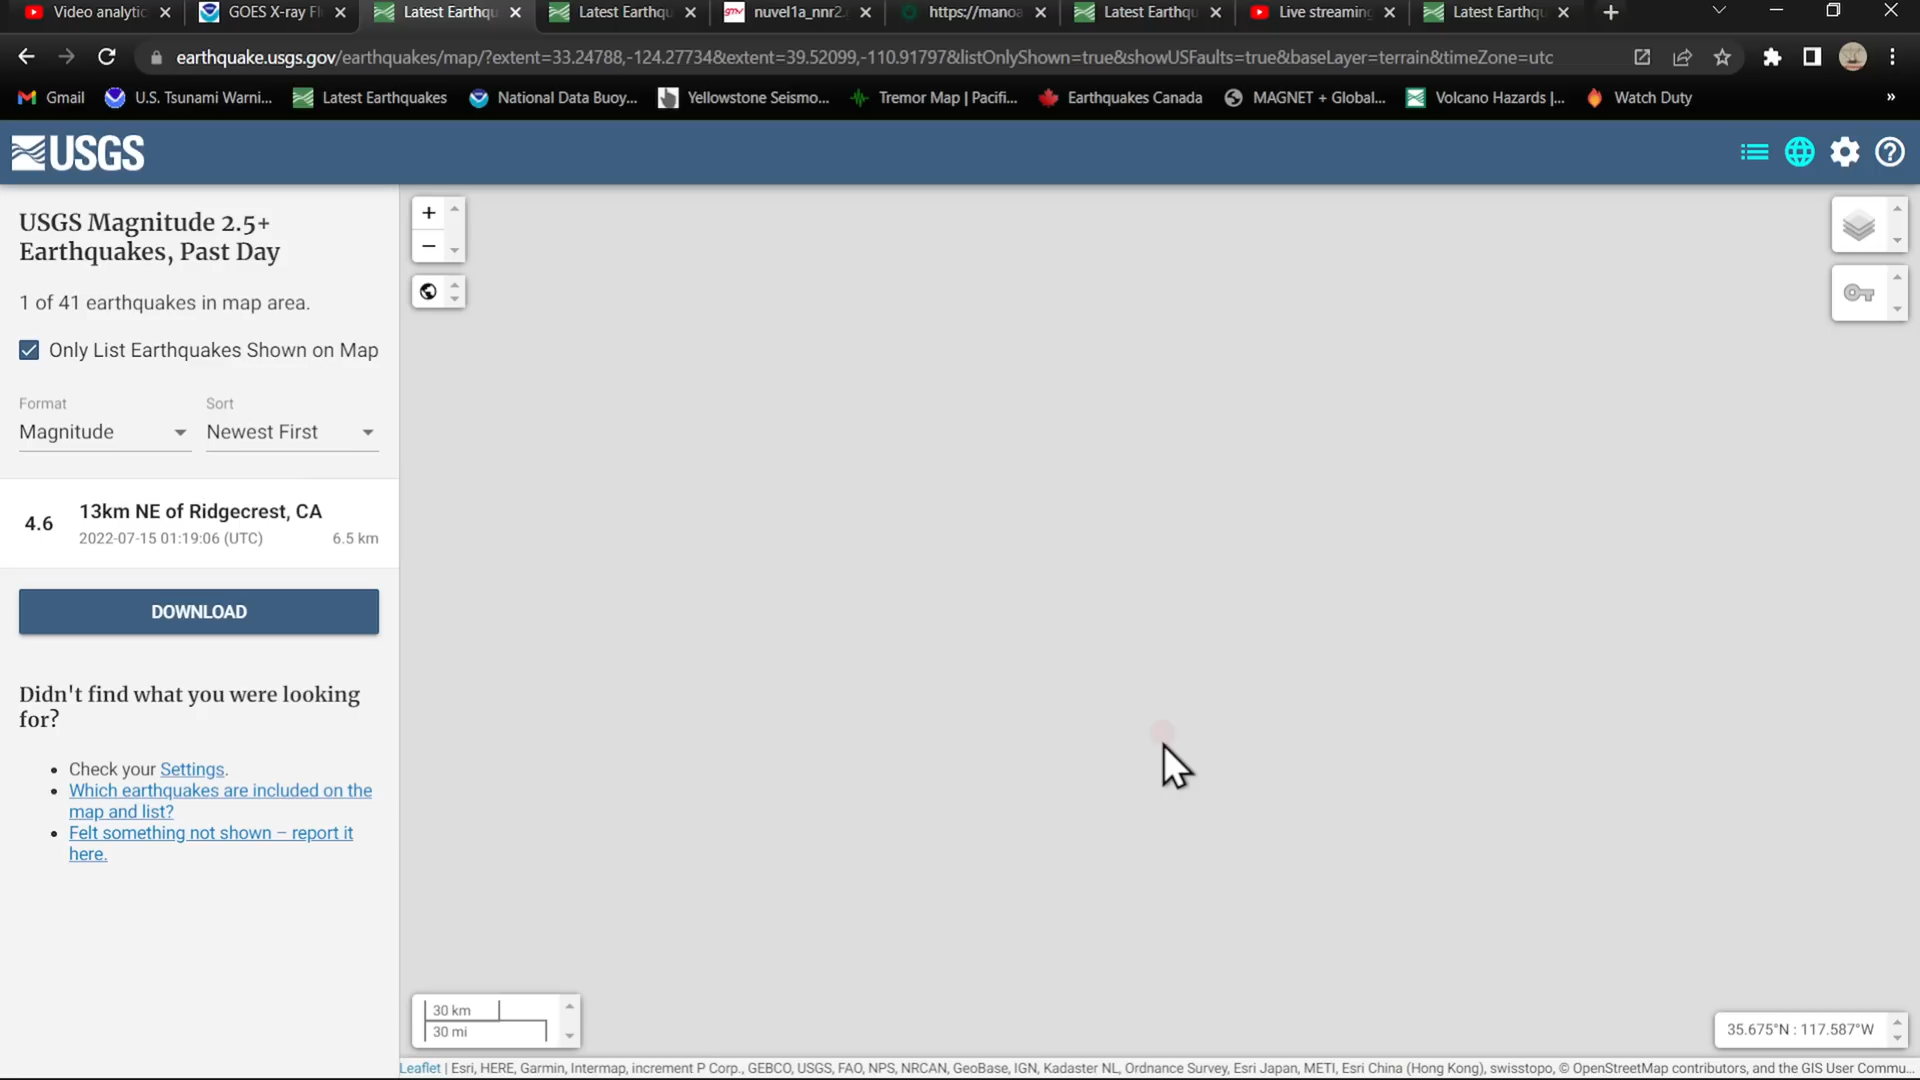 Video analytic
GOES X-ray Fl
Latest Earthqu
Latest Earthqu
nuvel1a_nnr2.
https://manoa
Latest Earthqu
Live streaming
Latest Earthqu
earthquake.usgs.gov/earthquakes/map/?extent=33.24788,-124.27734&extent=39.52099,-110.91797&listOnlyShown=true&showUSFaults=true&baseLayer=terrain&timeZone=utc
Gmail
U.S. Tsunami Warni...
Latest Earthquakes
National Data Buoy...
Yellowstone Seismo...
Tremor Map | Pacifi...
Earthquakes Canada
MAGNET + Global...
Volcano Hazards |...
Watch Duty
»
USGS
USGS Magnitude 2.5+
Earthquakes, Past Day
1 of 41 earthquakes in map area.
Only List Earthquakes Shown on Map
Format
Sort
Magnitude
Newest First
4.6
13km NE of Ridgecrest, CA
2022-07-15 01:19:06 (UTC)
6.5 km
DOWNLOAD
Didn't find what you were looking
for?
Check your Settings.
Which earthquakes are included on the
map and list?
Felt something not shown – report it
here.
30 km
30 mi
35.675°N : 117.587°W
Leaflet | Esri, HERE, Garmin, Intermap, increment P Corp., GEBCO, USGS, FAO, NPS, NRCAN, GeoBase, IGN, Kadaster NL, Ordnance Survey, Esri Japan, METI, Esri China (Hong Kong), swisstopo, © OpenStreetMap contributors, and the GIS User Commu...